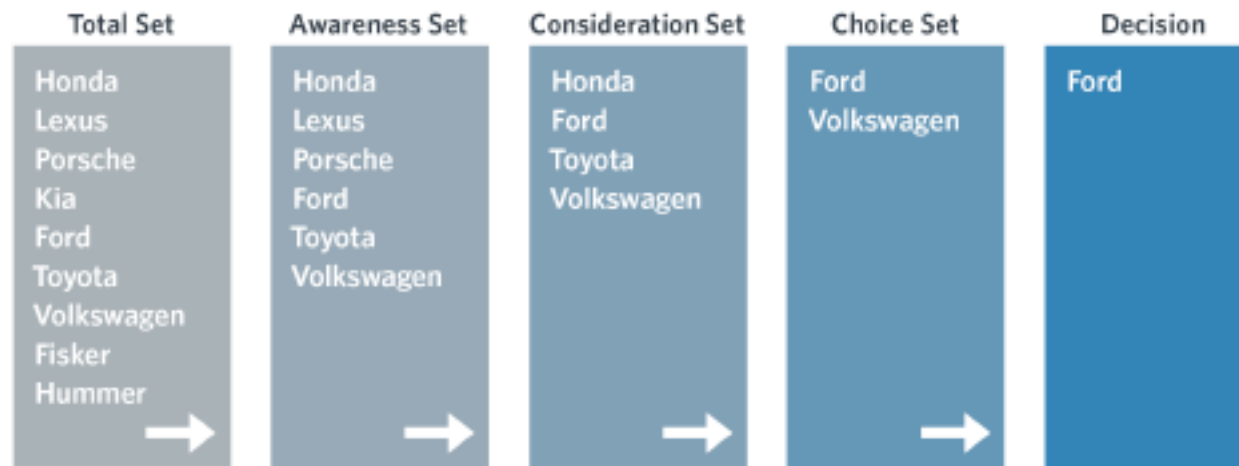 Total Set
Honda
Lexus
Porsche
Kia
Ford
Toyota
Volkswagen
Fisker
Hummer
Awareness Set
Honda
Lexus
Porsche
Ford
Toyota
Volkswagen
Consideration Set
Honda
Ford
Toyota
Volkswagen
Choice Set
Ford
Volkswagen
Decision
Ford